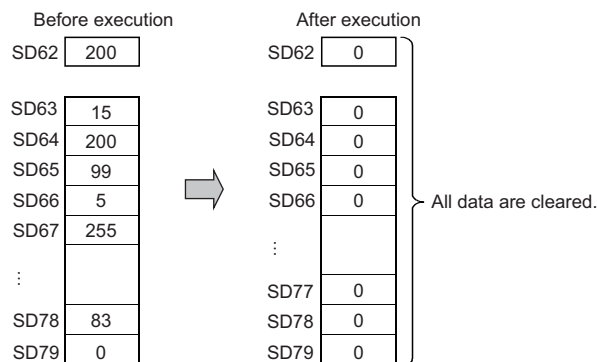 Before execution
After execution
SD62 200
SD62 0
SD63 15
SD63 0
SD64 200
SD64 0
SD65 99
SD65 0
SD66 5
SD66 0
All data are cleared.
SD67 255
⋮
⋮
SD77 0
SD78 83
SD78 0
SD79 0
SD79 0